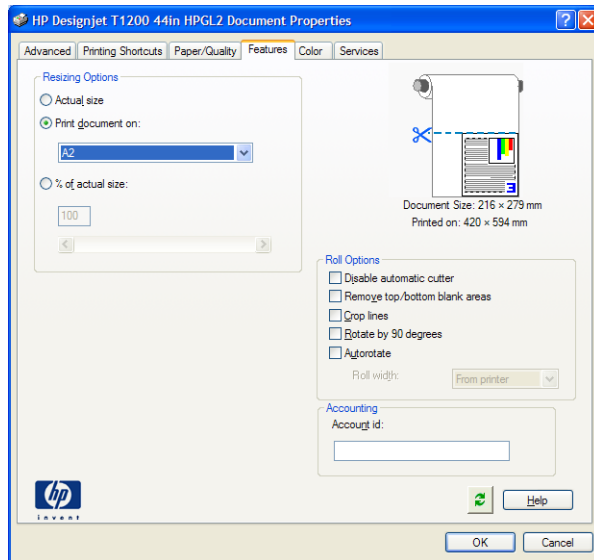 HP Designjet T1200 44in HPGL2 Document Properties
Advanced
Printing Shortcuts
Paper/Quality
Features
Color
Services
Resizing Options
Actual size
Print document on:
A2
% of actual size:
100
3
Document Size: 216 × 279 mm
Printed on: 420 × 594 mm
Roll Options
Disable automatic cutter
Remove top/bottom blank areas
Crop lines
Rotate by 90 degrees
Autorotate
Roll width:
From printer
Accounting
Account id:
hp
invent
Help
OK
Cancel